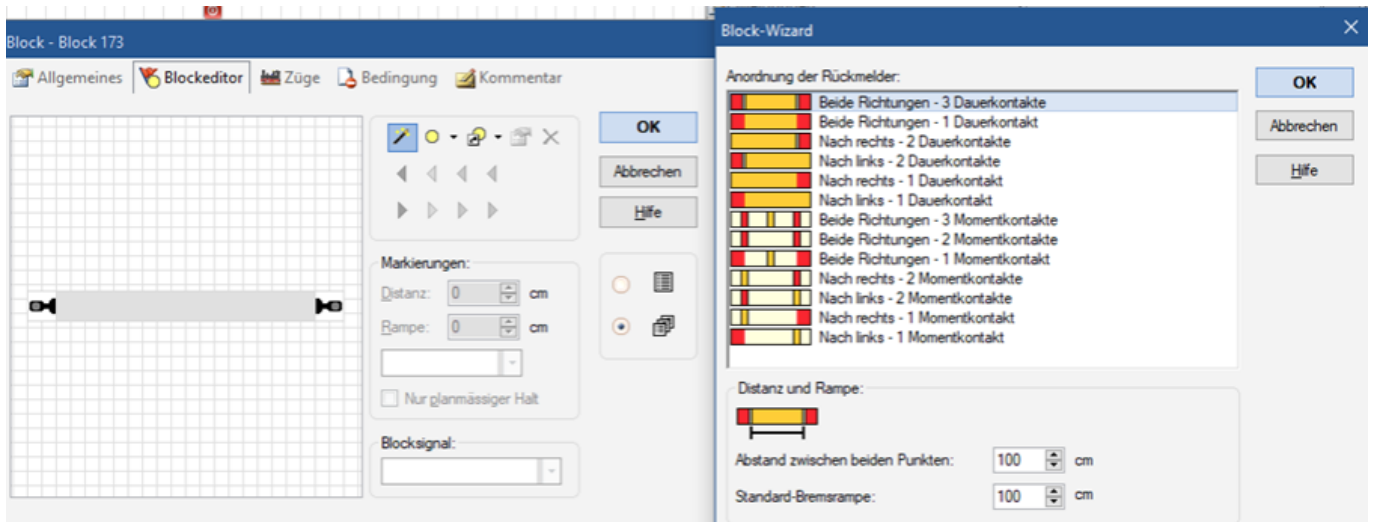 Block - Block 173
Allgemeines Blockeditor Züge Bedingung Kommentar
OK
Abbrechen
Hilfe
Markierungen:
Distanz: 0 cm
Rampe: 0 cm
Nur planmässiger Halt
Blocksignal:
Block-Wizard
Anordnung der Rückmelder:
Beide Richtungen - 3 Dauerkontakte
Beide Richtungen - 1 Dauerkontakt
Nach rechts - 2 Dauerkontakte
Nach links - 2 Dauerkontakte
Nach rechts - 1 Dauerkontakt
Nach links - 1 Dauerkontakt
Beide Richtungen - 3 Momentkontakte
Beide Richtungen - 2 Momentkontakte
Beide Richtungen - 1 Momentkontakt
Nach rechts - 2 Momentkontakte
Nach links - 2 Momentkontakte
Nach rechts - 1 Momentkontakt
Nach links - 1 Momentkontakt
OK
Abbrechen
Hilfe
Distanz und Rampe:
Abstand zwischen beiden Punkten: 100 cm
Standard-Bremsrampe: 100 cm